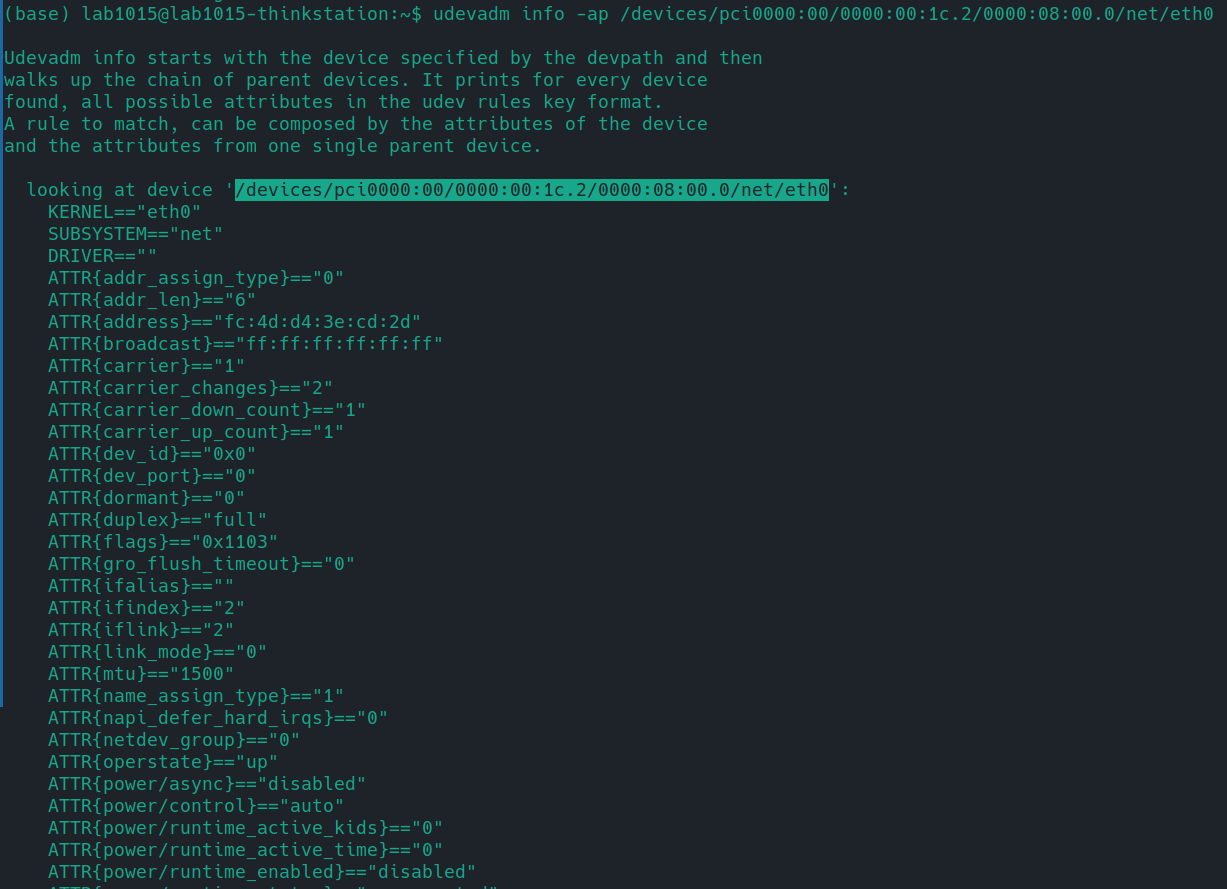 (base) lab1015@lab1015-thinkstation:~$ udevadm info -ap /devices/pci0000:00/0000:00:1c.2/0000:08:00.0/net/eth0
Udevadm info starts with the device specified by the devpath and then
walks up the chain of parent devices. It prints for every device
found, all possible attributes in the udev rules key format.
A rule to match, can be composed by the attributes of the device
and the attributes from one single parent device.
looking at device '/devices/pci0000:00/0000:00:1c.2/0000:08:00.0/net/eth0':
KERNEL=="eth0"
SUBSYSTEM=="net"
DRIVER==""
ATTR{addr_assign_type}=="0"
ATTR{addr_len}=="6"
ATTR{address}=="fc:4d:d4:3e:cd:2d"
ATTR{broadcast}=="ff:ff:ff:ff:ff:ff"
ATTR{carrier}=="1"
ATTR{carrier_changes}=="2"
ATTR{carrier_down_count}=="1"
ATTR{carrier_up_count}=="1"
ATTR{dev_id}=="0x0"
ATTR{dev_port}=="0"
ATTR{dormant}=="0"
ATTR{duplex}=="full"
ATTR{flags}=="0x1103"
ATTR{gro_flush_timeout}=="0"
ATTR{ifalias}==""
ATTR{ifindex}=="2"
ATTR{iflink}=="2"
ATTR{link_mode}=="0"
ATTR{mtu}=="1500"
ATTR{name_assign_type}=="1"
ATTR{napi_defer_hard_irqs}=="0"
ATTR{netdev_group}=="0"
ATTR{operstate}=="up"
ATTR{power/async}=="disabled"
ATTR{power/control}=="auto"
ATTR{power/runtime_active_kids}=="0"
ATTR{power/runtime_active_time}=="0"
ATTR{power/runtime_enabled}=="disabled"